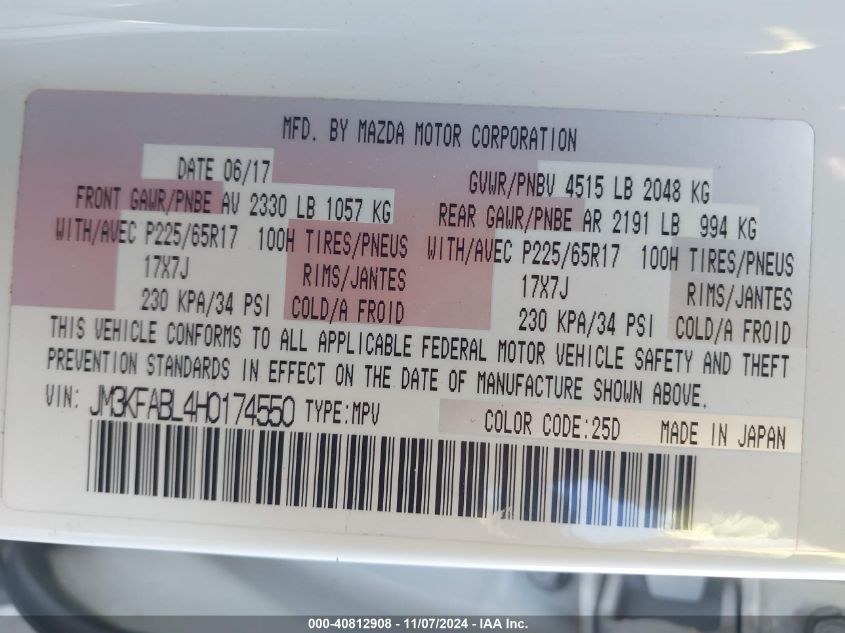 MFD. BY MAZDA MOTOR CORPORATION
DATE 06/17 GVWR/PNBV 4515 LB 2048 KG
FRONT GAWR/PNBE AV 2330 LB 1057 KG REAR GAWR/PNBE AR 2191 LB 994 KG
WITH/AVEC P225/65R17 100H TIRES/PNEUS WITH/AVEC P225/65R17 100H TIRES/PNEUS
17X7J RIMS/JANTES 17X7J RIMS/JANTES
230 KPA/34 PSI COLD/A FROID 230 KPA/34 PSI COLD/A FROID
THIS VEHICLE CONFORMS TO ALL APPLICABLE FEDERAL MOTOR VEHICLE SAFETY AND THEFT
PREVENTION STANDARDS IN EFFECT ON THE DATE OF MANUFACTURE SHOWN ABOVE.
VIN: JM3KFABL4H0174550 TYPE:MPV COLOR CODE:25D MADE IN JAPAN
000-40812908 - 11/07/2024 - IAA Inc.